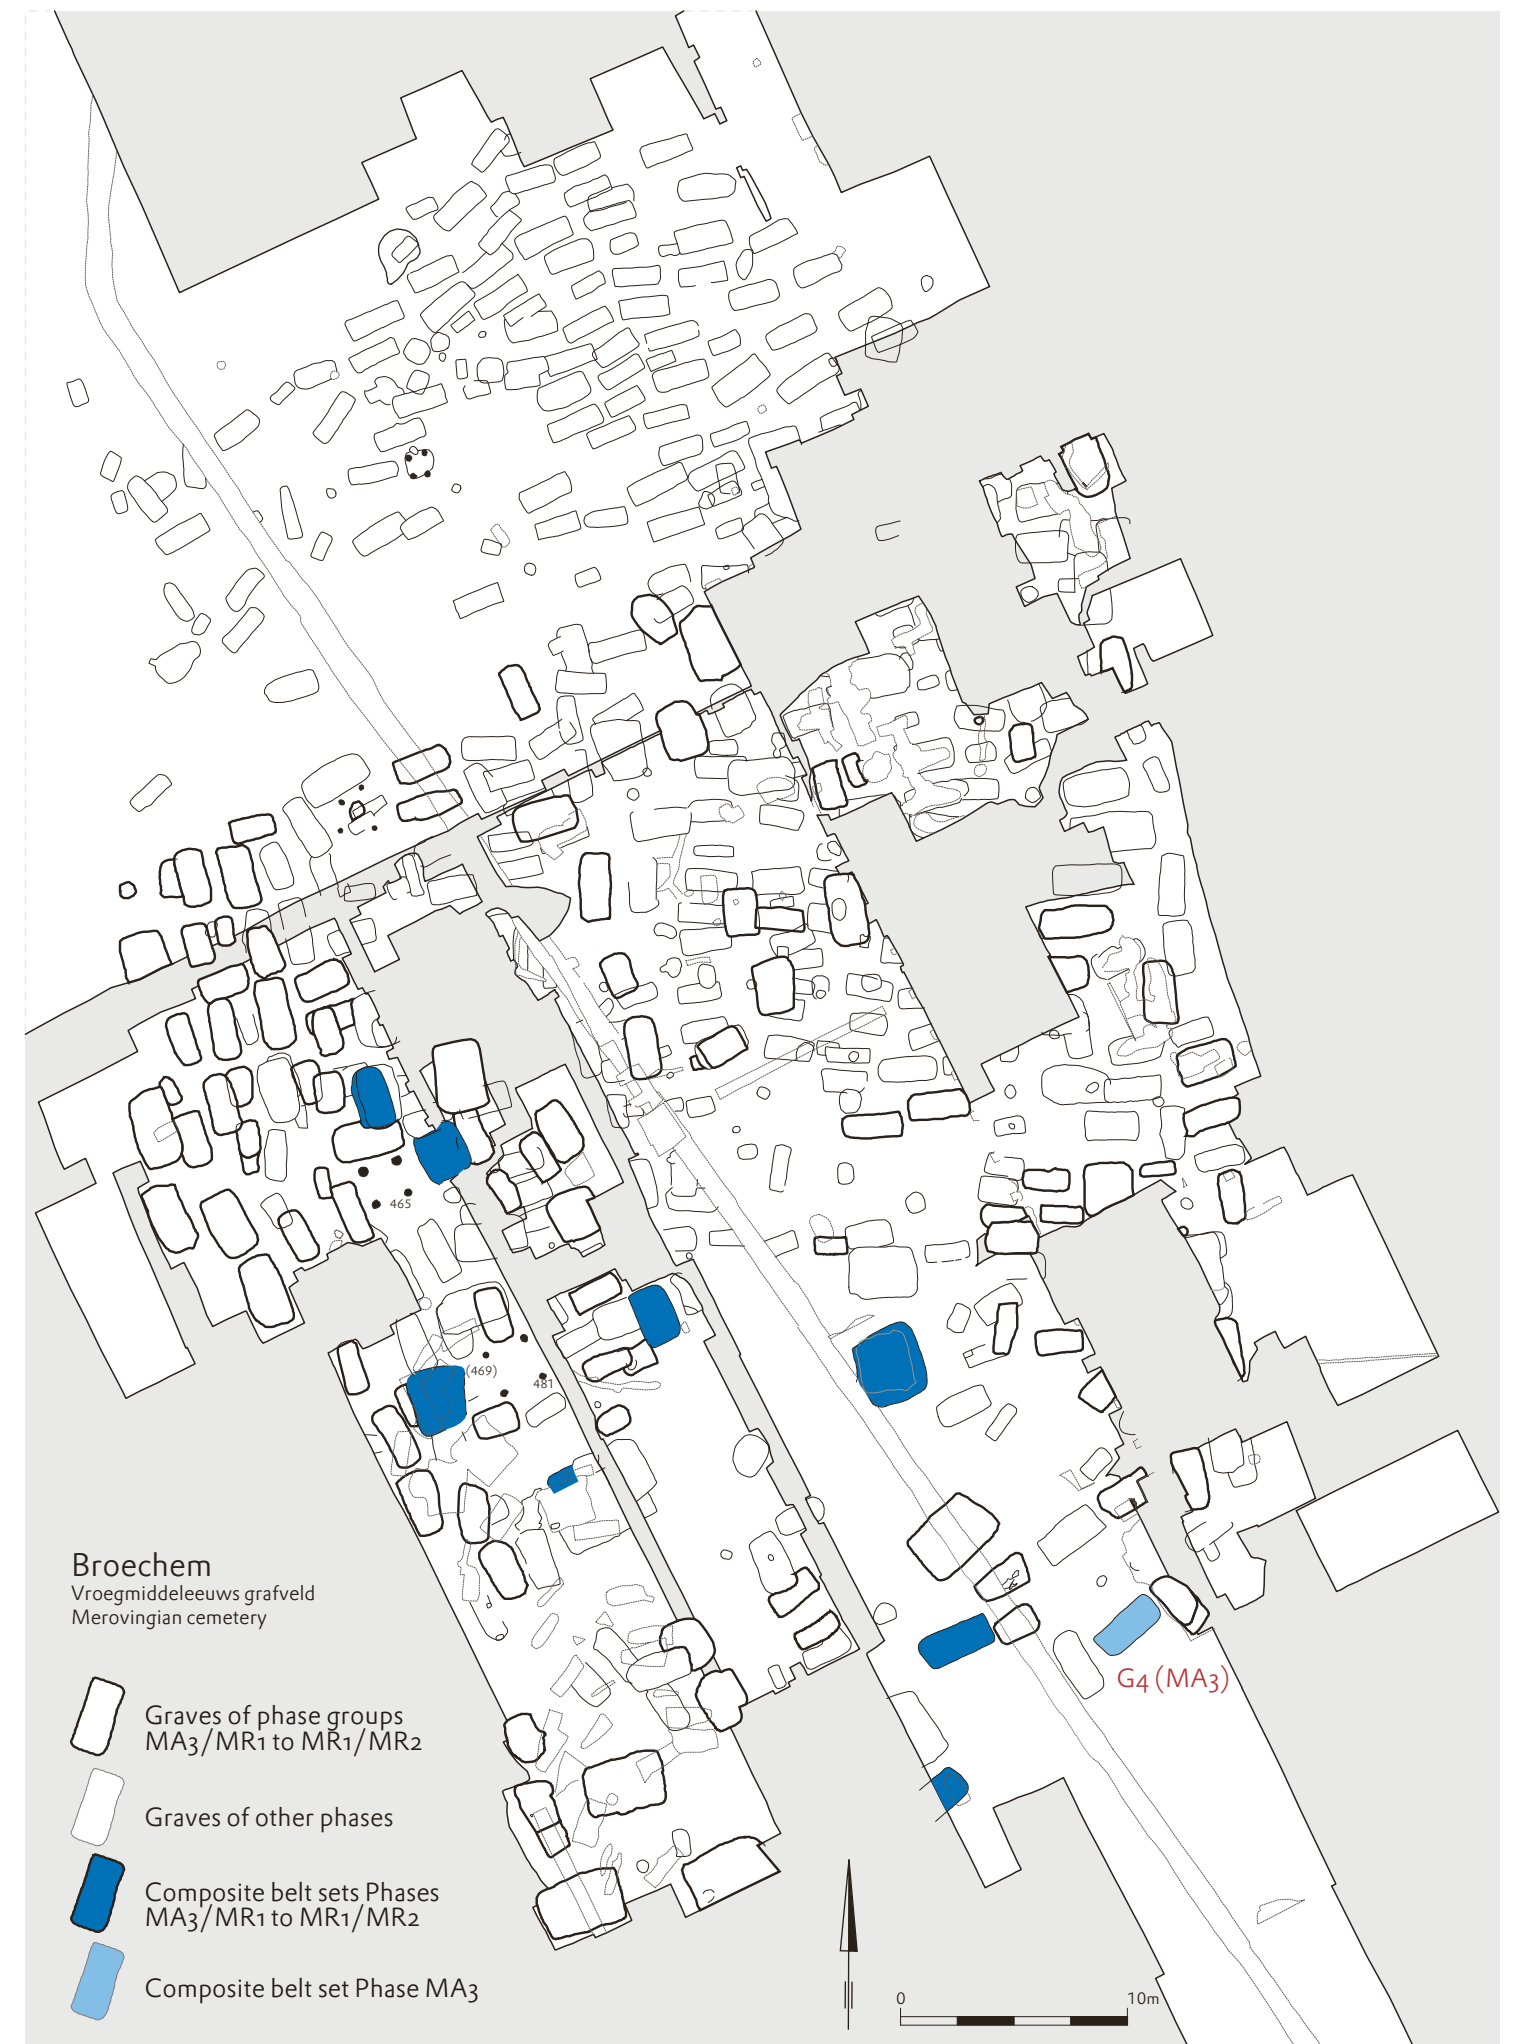 465
(469)
481
Broechem
Vroegmiddeleeuws grafveld
Merovingian cemetery
G4 (MA3)
Graves of phase groups
MA3/MR1 to MR1/MR2
Graves of other phases
Composite belt sets Phases
MA3/MR1 to MR1/MR2
Composite belt set Phase MA3
0 10m